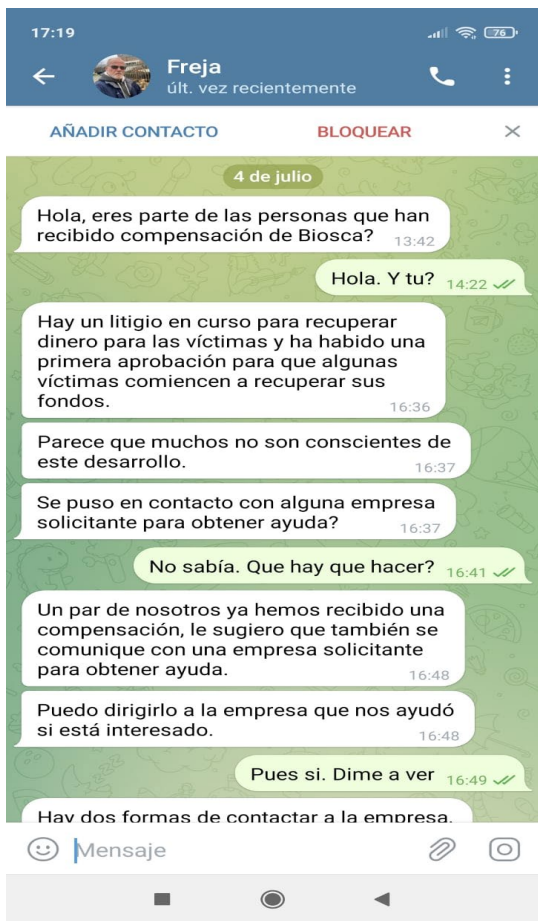 17:19
76
Freja
últ. vez recientemente
AÑADIR CONTACTO
BLOQUEAR
4 de julio
Hola, eres parte de las personas que han
recibido compensación de Biosca? 13:42
Hola. Y tu? 14:22
Hay un litigio en curso para recuperar
dinero para las víctimas y ha habido una
primera aprobación para que algunas
víctimas comiencen a recuperar sus
fondos. 16:36
Parece que muchos no son conscientes de
este desarrollo. 16:37
Se puso en contacto con alguna empresa
solicitante para obtener ayuda? 16:37
No sabía. Que hay que hacer? 16:41
Un par de nosotros ya hemos recibido una
compensación, le sugiero que también se
comunique con una empresa solicitante
para obtener ayuda. 16:48
Puedo dirigirlo a la empresa que nos ayudó
si está interesado. 16:48
Pues si. Dime a ver 16:49
Hay dos formas de contactar a la empresa.
Mensaje